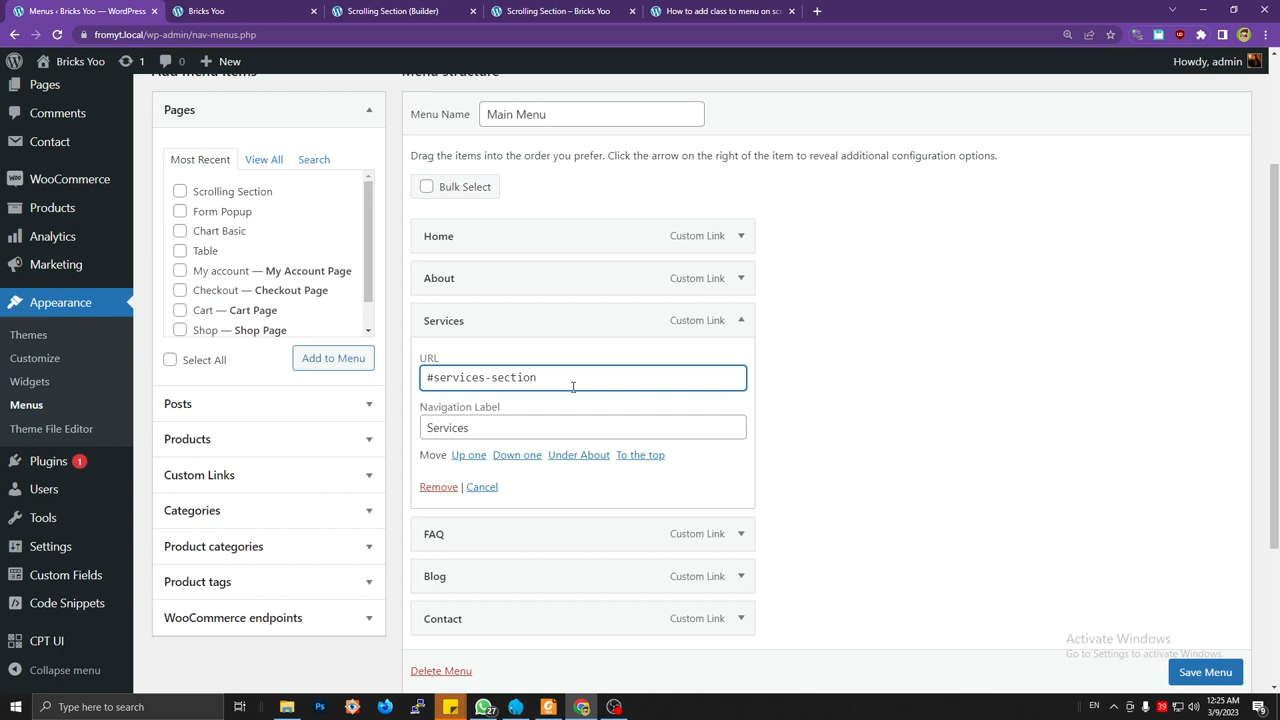 Menus ‹ Bricks Yoo — WordPress
Scrolling Section (Editor)
Scrolling Section - Bricks Yoo
How to add class to menu on scr
fromyt.local/wp-admin/nav-menus.php
Bricks Yoo
1
0
New
Howdy, admin
Pages
Comments
Contact
WooCommerce
Products
Analytics
Marketing
Appearance
Themes
Customize
Widgets
Menus
Theme File Editor
Plugins 1
Users
Tools
Settings
Custom Fields
Code Snippets
CPT UI
Collapse menu
Add menu items
Pages
Most Recent
View All
Search
Scrolling Section
Form Popup
Chart Basic
Table
My account — My Account Page
Checkout — Checkout Page
Cart — Cart Page
Shop — Shop Page
Select All
Add to Menu
Posts
Products
Custom Links
Categories
Product categories
Product tags
WooCommerce endpoints
Menu structure
Menu Name
Main Menu
Drag the items into the order you prefer. Click the arrow on the right of the item to reveal additional configuration options.
Bulk Select
Home
Custom Link
About
Custom Link
Services
Custom Link
URL
#services-section
Navigation Label
Services
Move Up one Down one Under About To the top
Remove | Cancel
FAQ
Custom Link
Blog
Custom Link
Contact
Custom Link
Delete Menu
Save Menu
Activate Windows
Go to Settings to activate Windows.
Type here to search
27
EN
39
12:25 AM
3/9/2023